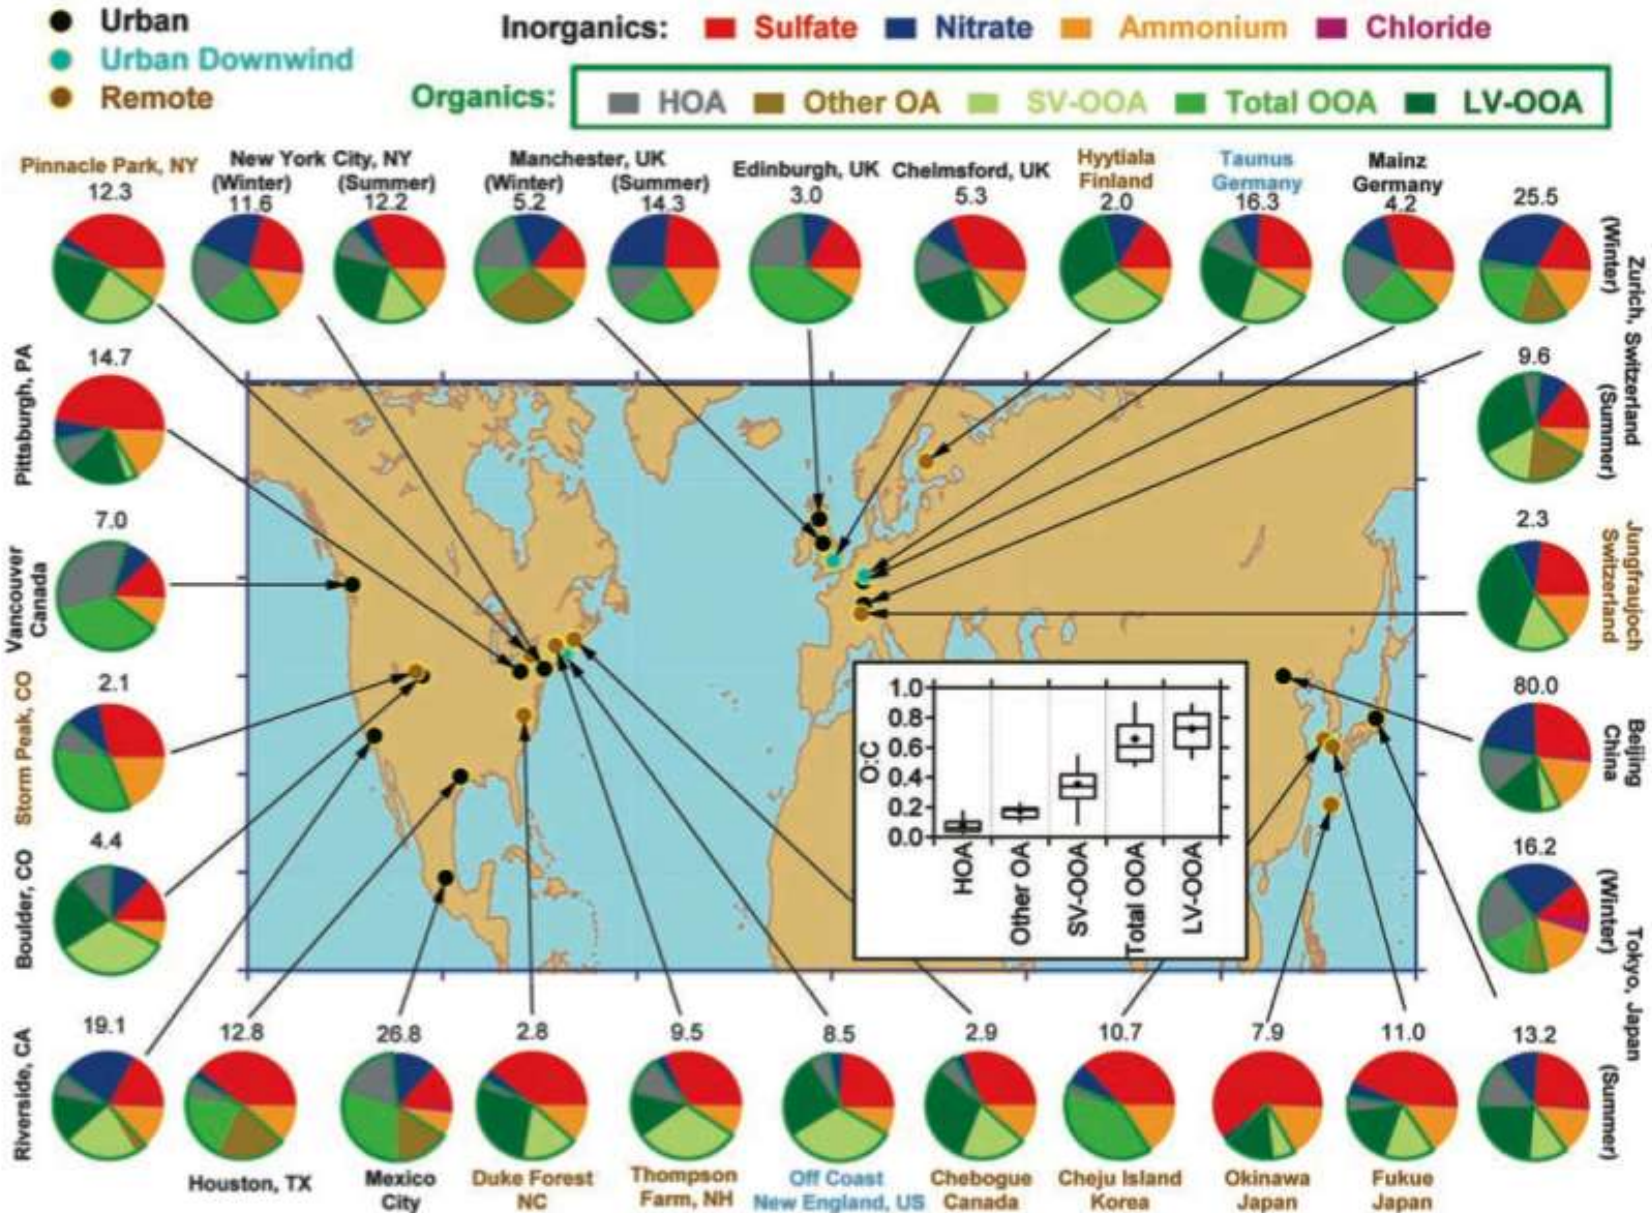 Urban
Urban Downwind
Remote
Inorganics: Sulfate Nitrate Ammonium Chloride
Organics: HOA Other OA SV-OOA Total OOA LV-OOA
Pinnacle Park, NY
12.3
New York City, NY
(Winter) (Summer)
11.6 12.2
Manchester, UK
(Winter) (Summer)
5.2 14.3
Edinburgh, UK
3.0
Chelmsford, UK
5.3
Hyytiala
Finland
2.0
Taunus
Germany
16.3
Mainz
Germany
4.2
25.5
(Winter)
Zurich, Switzerland
9.6
(Summer)
Pittsburgh, PA
14.7
Vancouver
Canada
7.0
Storm Peak, CO
2.1
Boulder, CO
4.4
Riverside, CA
19.1
2.3
Jungfraujoch
Switzerland
80.0
Beijing
China
16.2
(Winter)
Tokyo, Japan
13.2
(Summer)
O:C
1.0
0.8
0.6
0.4
0.2
0.0
HOA
Other OA
SV-OOA
Total OOA
LV-OOA
12.8
Houston, TX
26.8
Mexico
City
2.8
Duke Forest
NC
9.5
Thompson
Farm, NH
8.5
Off Coast
New England, US
2.9
Chebogue
Canada
10.7
Cheju Island
Korea
7.9
Okinawa
Japan
11.0
Fukue
Japan